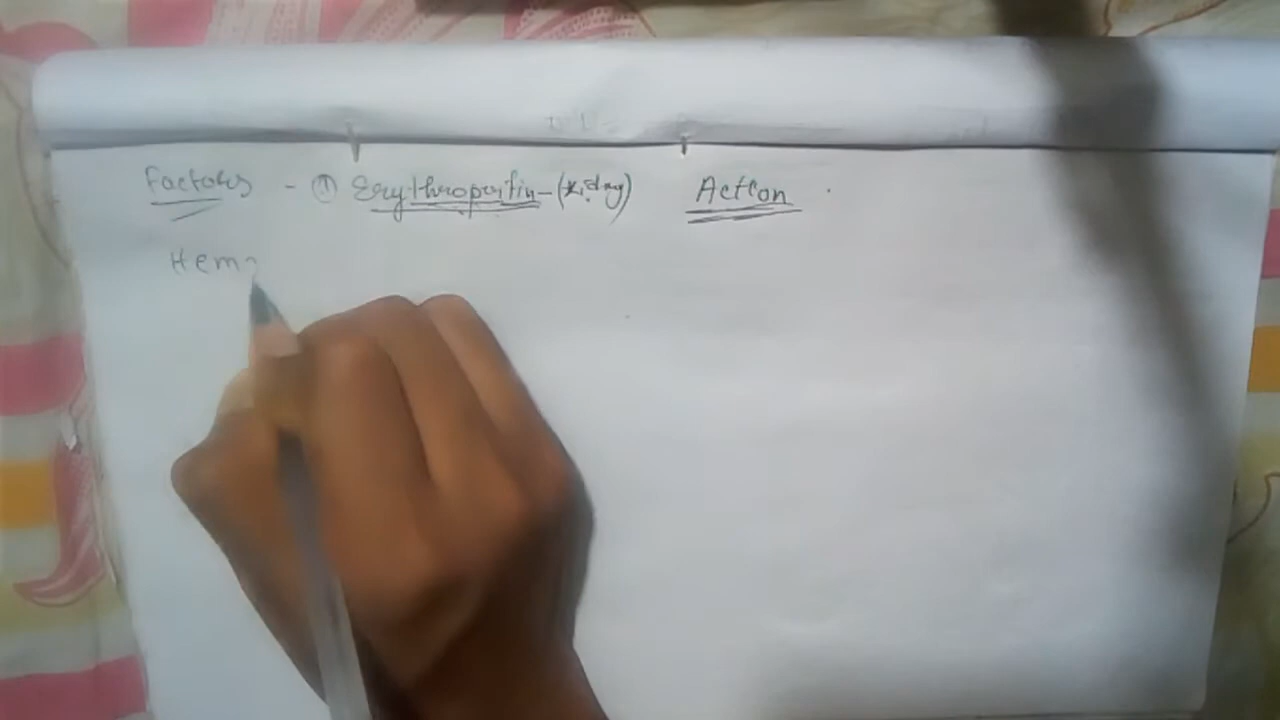 Factors - ① Erythropoitin - (Kidney) Action
Hem